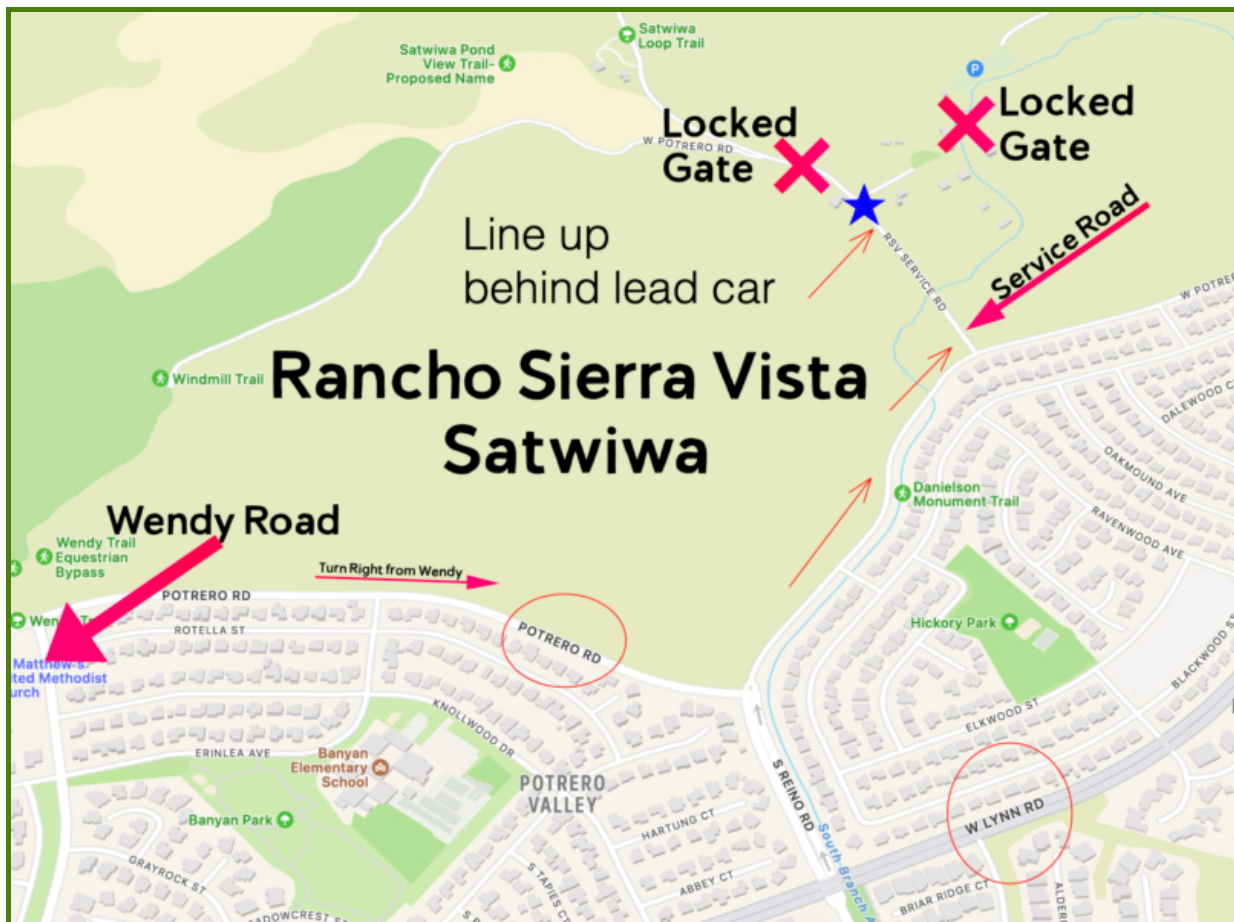 Satwiwa
Loop Trail
Satwiwa Pond
View Trail-
Proposed Name
P
Locked
Gate
Locked
Gate
W POTRERO RD
Line up
behind lead car
RSV SERVICE RD
Service Road
W POTRE
Rancho Sierra Vista
Satwiwa
Windmill Trail
DALEWOOD C
OAKMOUND AVE
RAVENWOOD AVE
Danielson
Monument Trail
Wendy Road
Wendy Trail
Equestrian
Bypass
Turn Right from Wendy
POTRERO RD
ROTELLA ST
POTRERO RD
Hickory Park
Matthew's
ted Methodist
urch
BLACKWOOD ST
ELKWOOD ST
KNOLLWOOD DR
ERINLEA AVE
Banyan
Elementary
School
POTRERO
VALLEY
S REINO RD
W LYNN RD
Banyan Park
HARTUNG CT
South Branch A
GRAYROCK ST
S TAPIES CT
ABBEY CT
BRIAR RIDGE CT
ALDER
ADOWCREST S